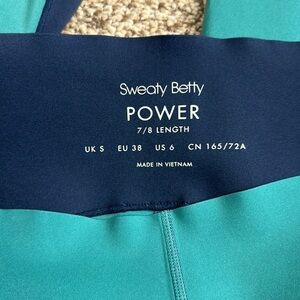 Sweaty Betty
POWER
7/8 LENGTH
UK S EU 38 US 6 CN 165/72A
MADE IN VIETNAM